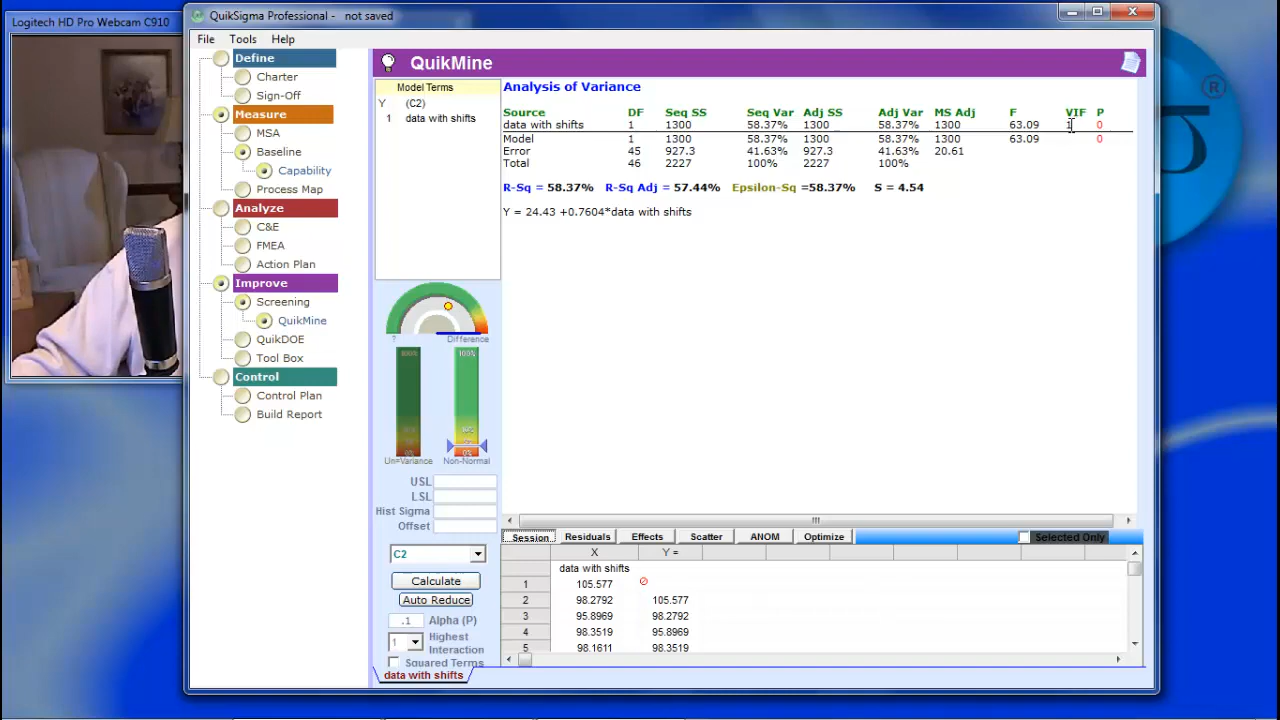 Logitech HD Pro Webcam C910
QuikSigma Professional - not saved
File Tools Help
Define
Charter
Sign-Off
Measure
MSA
Baseline
Capability
Process Map
Analyze
C&E
FMEA
Action Plan
Improve
Screening
QuikMine
QuikDOE
Tool Box
Control
Control Plan
Build Report
QuikMine
Model Terms
Y (C2)
1 data with shifts
Analysis of Variance
Source DF Seq SS Seq Var Adj SS Adj Var MS Adj F VIF P
data with shifts 1 1300 58.37% 1300 58.37% 1300 63.09 1 0
Model 1 1300 58.37% 1300 58.37% 1300 63.09 0
Error 45 927.3 41.63% 927.3 41.63% 20.61
Total 46 2227 100% 2227 100%
R-Sq = 58.37% R-Sq Adj = 57.44% Epsilon-Sq =58.37% S = 4.54
Y = 24.43 +0.7604*data with shifts
? Difference
100% 100%
0% 0%
Un=Variance Non-Normal
USL
LSL
Hist Sigma
Offset
C2
Calculate
Auto Reduce
.1 Alpha (P)
1 Highest
Interaction
Squared Terms
data with shifts
Session Residuals Effects Scatter ANOM Optimize Selected Only
X Y =
data with shifts
1 105.577
2 98.2792 105.577
3 95.8969 98.2792
4 98.3519 95.8969
5 98.1611 98.3519
®